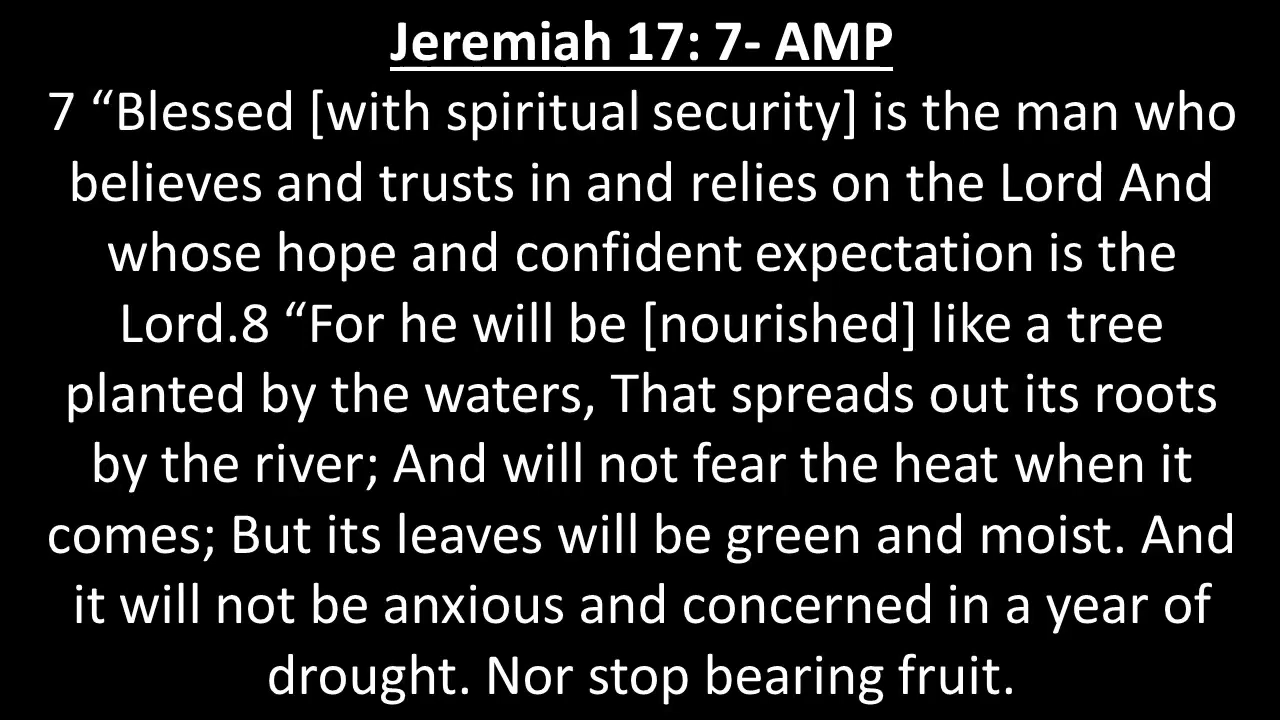 Jeremiah 17: 7- AMP
7 “Blessed [with spiritual security] is the man who
believes and trusts in and relies on the Lord And
whose hope and confident expectation is the
Lord.8 “For he will be [nourished] like a tree
planted by the waters, That spreads out its roots
by the river; And will not fear the heat when it
comes; But its leaves will be green and moist. And
it will not be anxious and concerned in a year of
drought. Nor stop bearing fruit.